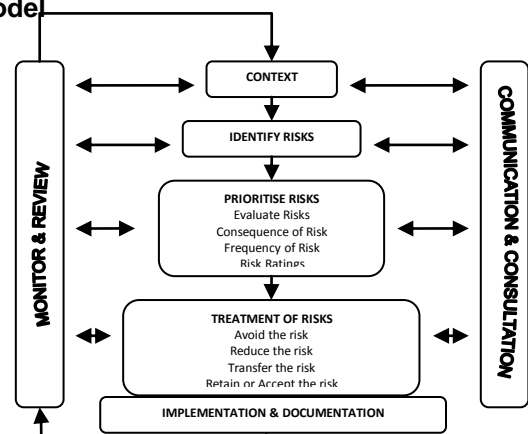 odel
CONTEXT
IDENTIFY RISKS
PRIORITISE RISKS
Evaluate Risks
Consequence of Risk
Frequency of Risk
Risk Ratings
TREATMENT OF RISKS
Avoid the risk
Reduce the risk
Transfer the risk
Retain or Accept the risk
IMPLEMENTATION & DOCUMENTATION
MONITOR & REVIEW
COMMUNICATION & CONSULTATION